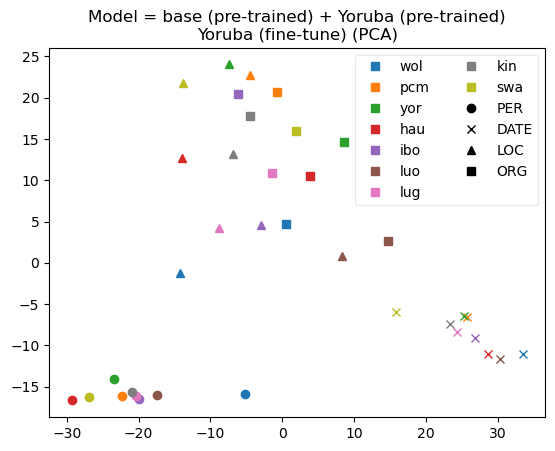 Model = base (pre-trained) + Yoruba (pre-trained)
Yoruba (fine-tune) (PCA)
25
20
15
10
5
0
−5
−10
−15
−30
−20
−10
0
10
20
30
wol
pcm
yor
hau
ibo
luo
lug
kin
swa
PER
DATE
LOC
ORG